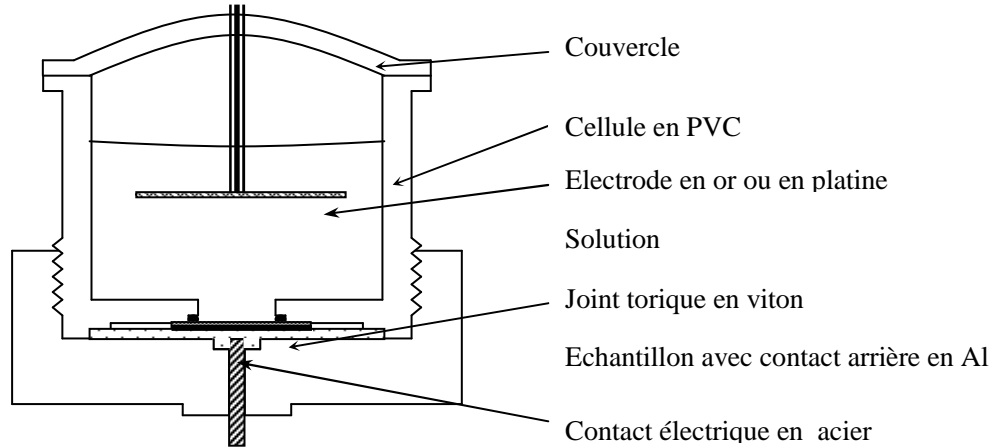 Couvercle
Cellule en PVC
Electrode en or ou en platine
Solution
Joint torique en viton
Echantillon avec contact arrière en Al
Contact électrique en acier